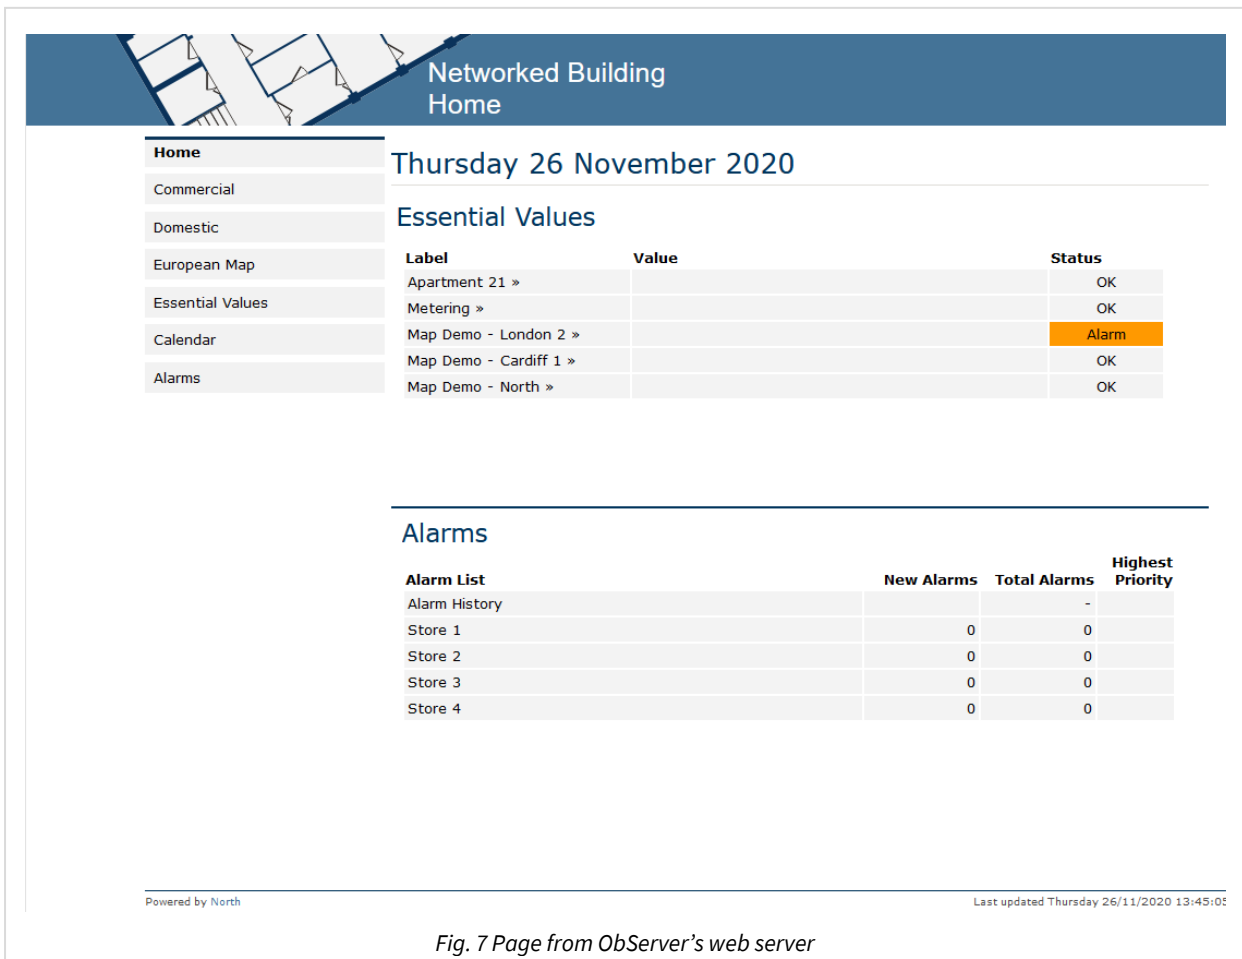 Networked Building
Home
Home
Commercial
Domestic
European Map
Essential Values
Calendar
Alarms
Thursday 26 November 2020
Essential Values
Label Value Status
Apartment 21 » OK
Metering » OK
Map Demo - London 2 » Alarm
Map Demo - Cardiff 1 » OK
Map Demo - North » OK
Alarms
Alarm List New Alarms Total Alarms Highest Priority
Alarm History -
Store 1 0 0
Store 2 0 0
Store 3 0 0
Store 4 0 0
Powered by North Last updated Thursday 26/11/2020 13:45:05
Fig. 7 Page from ObServer's web server